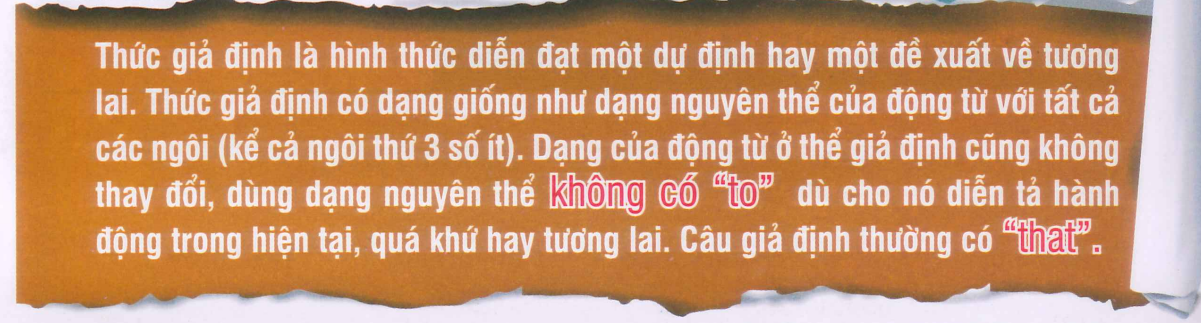 Thức giả định là hình thức diễn đạt một dự định hay một đề xuất về tương
lai. Thức giả định có dạng giống như dạng nguyên thể của động từ với tất cả
các ngôi (kể cả ngôi thứ 3 số ít). Dạng của động từ ở thể giả định cũng không
thay đổi, dùng dạng nguyên thể không có “to” dù cho nó diễn tả hành
động trong hiện tại, quá khứ hay tương lai. Câu giả định thường có “that”.